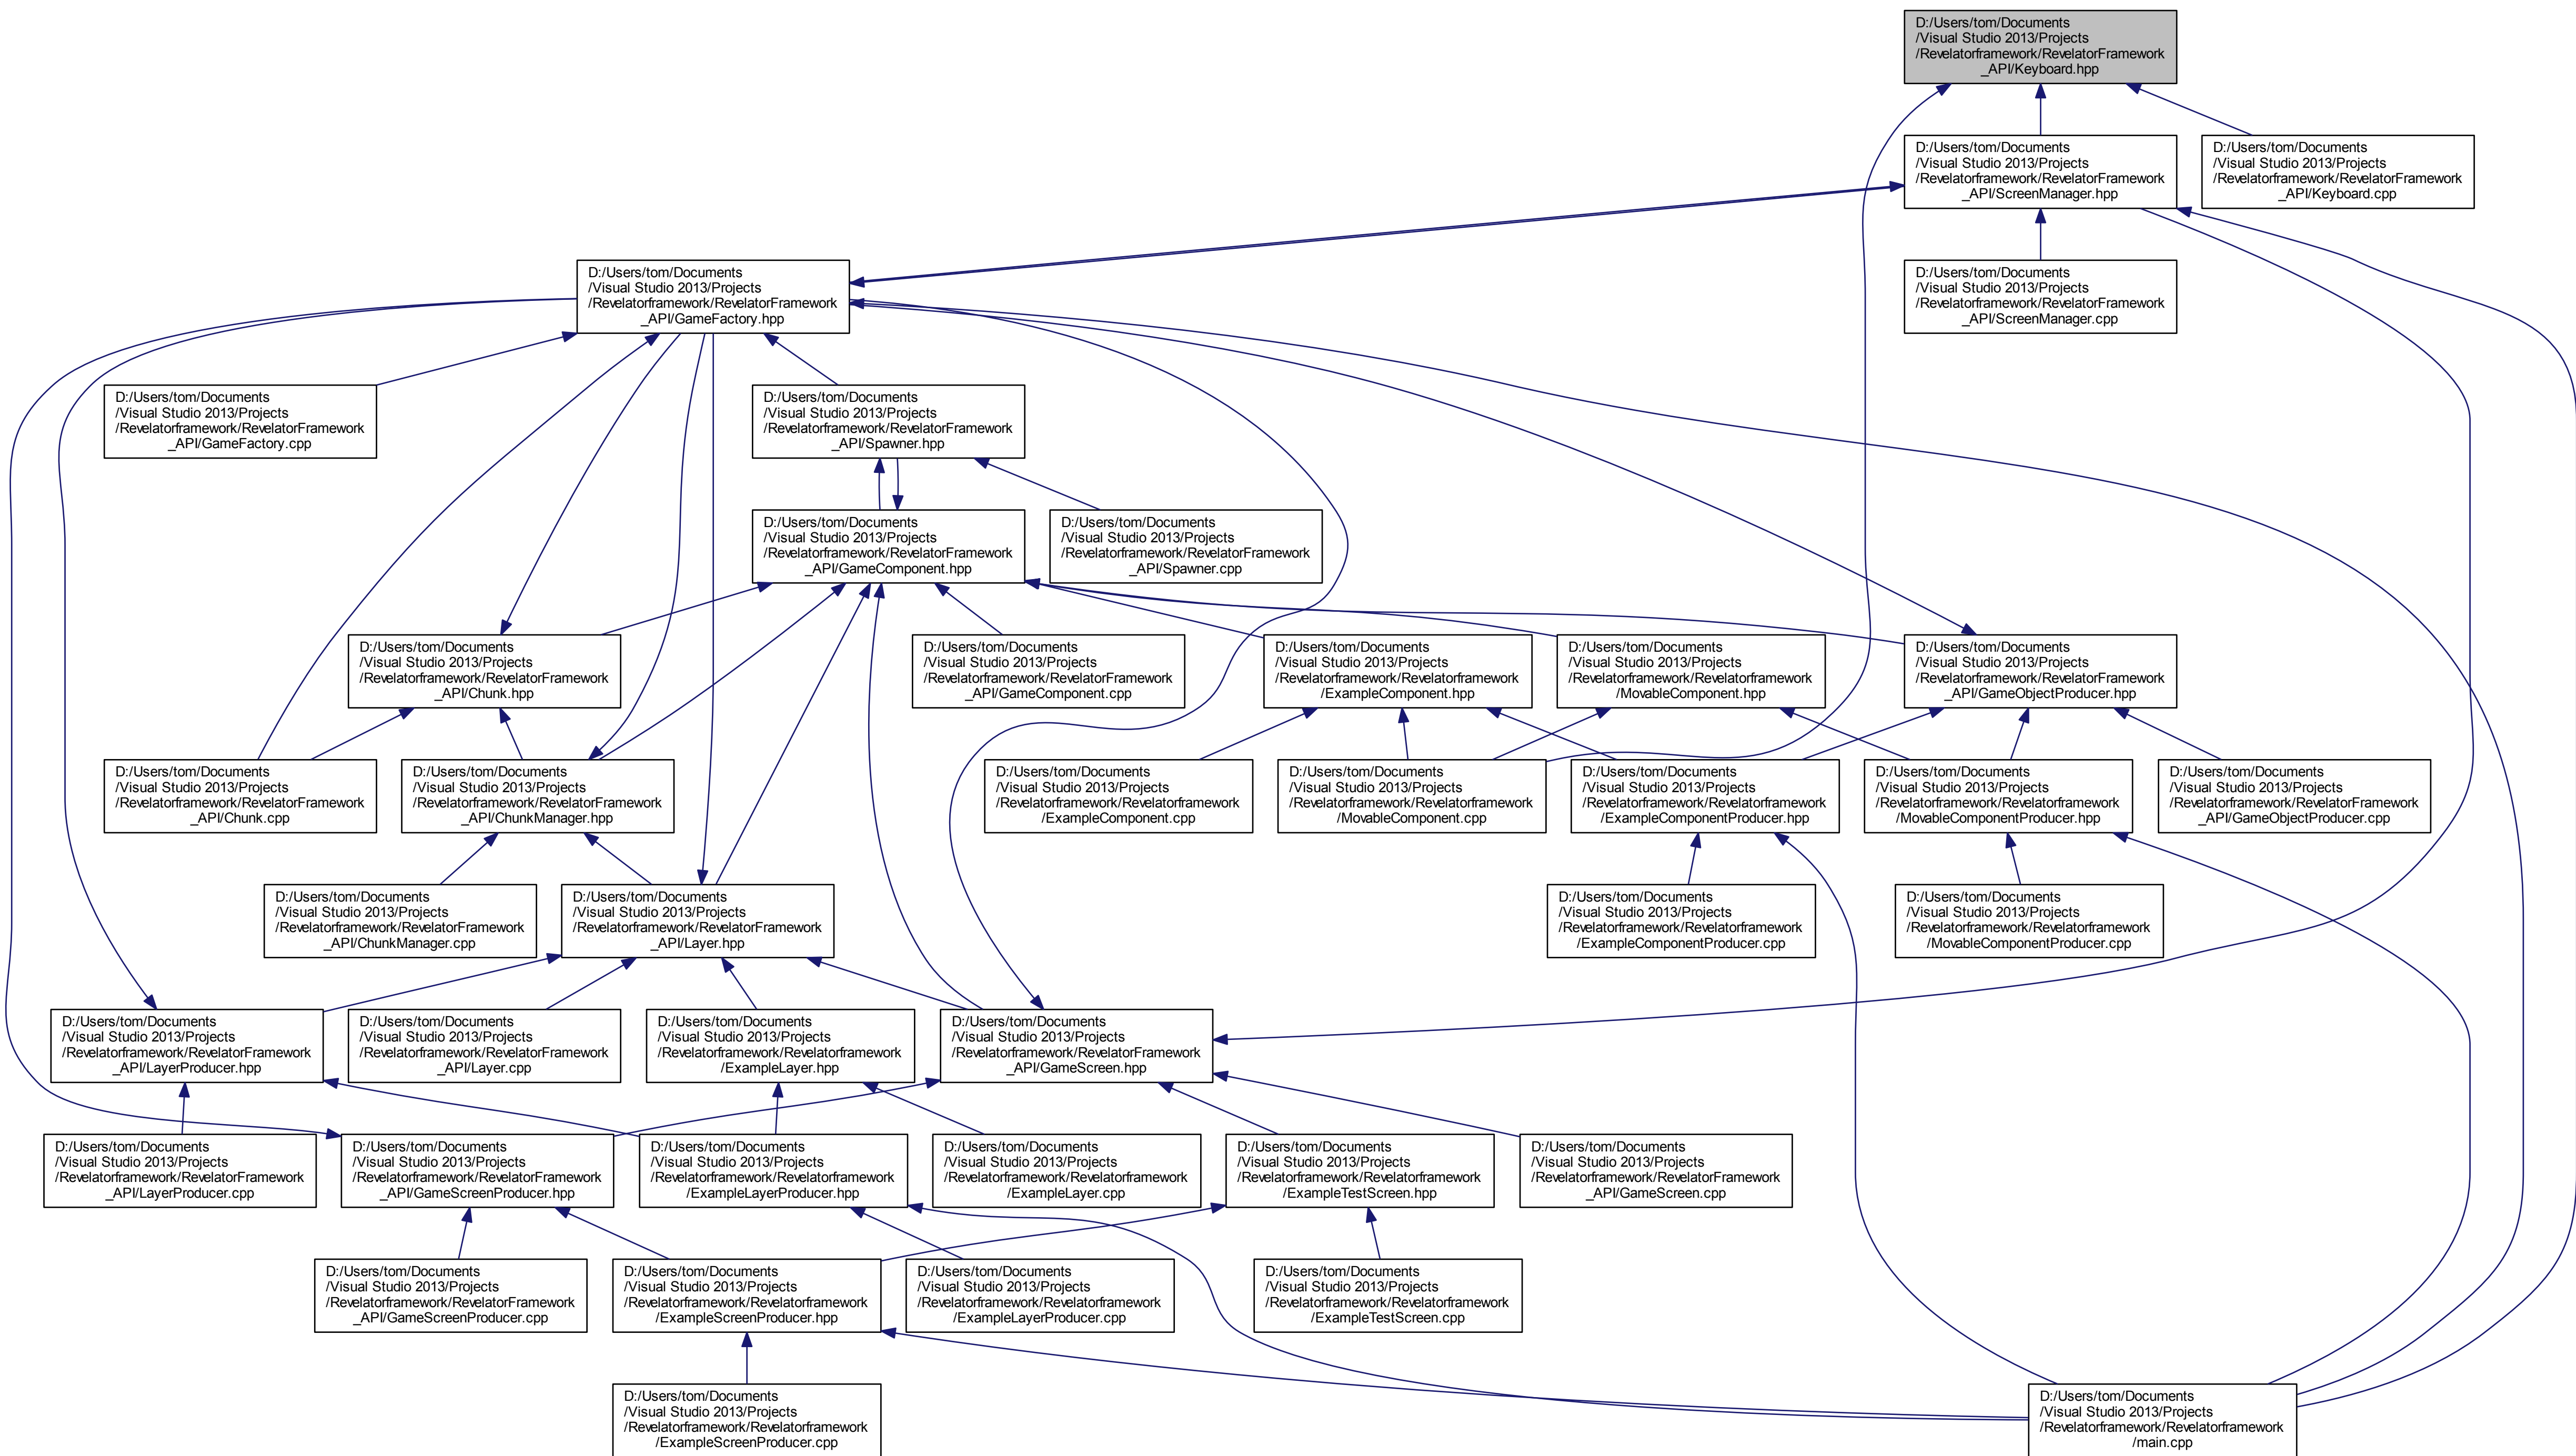 D:/Users/tom/Documents
/Visual Studio 2013/Projects
/Revelatorframework/RevelatorFramework
_API/Keyboard.hpp
D:/Users/tom/Documents
/Visual Studio 2013/Projects
/Revelatorframework/RevelatorFramework
_API/ScreenManager.hpp
D:/Users/tom/Documents
/Visual Studio 2013/Projects
/Revelatorframework/RevelatorFramework
_API/Keyboard.cpp
D:/Users/tom/Documents
/Visual Studio 2013/Projects
/Revelatorframework/RevelatorFramework
_API/GameFactory.hpp
D:/Users/tom/Documents
/Visual Studio 2013/Projects
/Revelatorframework/RevelatorFramework
_API/ScreenManager.cpp
D:/Users/tom/Documents
/Visual Studio 2013/Projects
/Revelatorframework/RevelatorFramework
_API/GameFactory.cpp
D:/Users/tom/Documents
/Visual Studio 2013/Projects
/Revelatorframework/RevelatorFramework
_API/Spawner.hpp
D:/Users/tom/Documents
/Visual Studio 2013/Projects
/Revelatorframework/RevelatorFramework
_API/GameComponent.hpp
D:/Users/tom/Documents
/Visual Studio 2013/Projects
/Revelatorframework/RevelatorFramework
_API/Spawner.cpp
D:/Users/tom/Documents
/Visual Studio 2013/Projects
/Revelatorframework/RevelatorFramework
_API/Chunk.hpp
D:/Users/tom/Documents
/Visual Studio 2013/Projects
/Revelatorframework/RevelatorFramework
_API/GameComponent.cpp
D:/Users/tom/Documents
/Visual Studio 2013/Projects
/Revelatorframework/Revelatorframework
/ExampleComponent.hpp
D:/Users/tom/Documents
/Visual Studio 2013/Projects
/Revelatorframework/Revelatorframework
/MovableComponent.hpp
D:/Users/tom/Documents
/Visual Studio 2013/Projects
/Revelatorframework/RevelatorFramework
_API/GameObjectProducer.hpp
D:/Users/tom/Documents
/Visual Studio 2013/Projects
/Revelatorframework/RevelatorFramework
_API/Chunk.cpp
D:/Users/tom/Documents
/Visual Studio 2013/Projects
/Revelatorframework/RevelatorFramework
_API/ChunkManager.hpp
D:/Users/tom/Documents
/Visual Studio 2013/Projects
/Revelatorframework/Revelatorframework
/ExampleComponent.cpp
D:/Users/tom/Documents
/Visual Studio 2013/Projects
/Revelatorframework/Revelatorframework
/MovableComponent.cpp
D:/Users/tom/Documents
/Visual Studio 2013/Projects
/Revelatorframework/Revelatorframework
/ExampleComponentProducer.hpp
D:/Users/tom/Documents
/Visual Studio 2013/Projects
/Revelatorframework/Revelatorframework
/MovableComponentProducer.hpp
D:/Users/tom/Documents
/Visual Studio 2013/Projects
/Revelatorframework/RevelatorFramework
_API/GameObjectProducer.cpp
D:/Users/tom/Documents
/Visual Studio 2013/Projects
/Revelatorframework/RevelatorFramework
_API/ChunkManager.cpp
D:/Users/tom/Documents
/Visual Studio 2013/Projects
/Revelatorframework/RevelatorFramework
_API/Layer.hpp
D:/Users/tom/Documents
/Visual Studio 2013/Projects
/Revelatorframework/Revelatorframework
/ExampleComponentProducer.cpp
D:/Users/tom/Documents
/Visual Studio 2013/Projects
/Revelatorframework/Revelatorframework
/MovableComponentProducer.cpp
D:/Users/tom/Documents
/Visual Studio 2013/Projects
/Revelatorframework/RevelatorFramework
_API/LayerProducer.hpp
D:/Users/tom/Documents
/Visual Studio 2013/Projects
/Revelatorframework/RevelatorFramework
_API/Layer.cpp
D:/Users/tom/Documents
/Visual Studio 2013/Projects
/Revelatorframework/Revelatorframework
/ExampleLayer.hpp
D:/Users/tom/Documents
/Visual Studio 2013/Projects
/Revelatorframework/RevelatorFramework
_API/GameScreen.hpp
D:/Users/tom/Documents
/Visual Studio 2013/Projects
/Revelatorframework/RevelatorFramework
_API/LayerProducer.cpp
D:/Users/tom/Documents
/Visual Studio 2013/Projects
/Revelatorframework/RevelatorFramework
_API/GameScreenProducer.hpp
D:/Users/tom/Documents
/Visual Studio 2013/Projects
/Revelatorframework/Revelatorframework
/ExampleLayerProducer.hpp
D:/Users/tom/Documents
/Visual Studio 2013/Projects
/Revelatorframework/Revelatorframework
/ExampleLayer.cpp
D:/Users/tom/Documents
/Visual Studio 2013/Projects
/Revelatorframework/Revelatorframework
/ExampleTestScreen.hpp
D:/Users/tom/Documents
/Visual Studio 2013/Projects
/Revelatorframework/RevelatorFramework
_API/GameScreen.cpp
D:/Users/tom/Documents
/Visual Studio 2013/Projects
/Revelatorframework/RevelatorFramework
_API/GameScreenProducer.cpp
D:/Users/tom/Documents
/Visual Studio 2013/Projects
/Revelatorframework/Revelatorframework
/ExampleScreenProducer.hpp
D:/Users/tom/Documents
/Visual Studio 2013/Projects
/Revelatorframework/Revelatorframework
/ExampleLayerProducer.cpp
D:/Users/tom/Documents
/Visual Studio 2013/Projects
/Revelatorframework/Revelatorframework
/ExampleTestScreen.cpp
D:/Users/tom/Documents
/Visual Studio 2013/Projects
/Revelatorframework/Revelatorframework
/ExampleScreenProducer.cpp
D:/Users/tom/Documents
/Visual Studio 2013/Projects
/Revelatorframework/Revelatorframework
/main.cpp